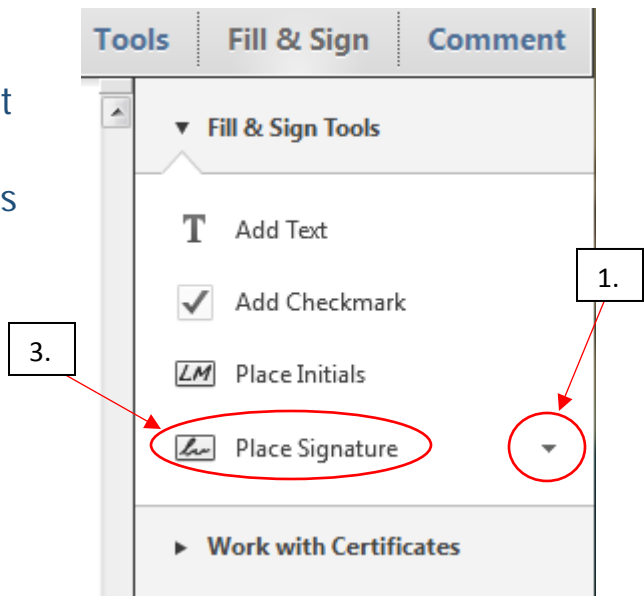 Tools Fill & Sign Comment
t
Fill & Sign Tools
s
T Add Text
1.
Add Checkmark
3.
LM Place Initials
Place Signature
Work with Certificates